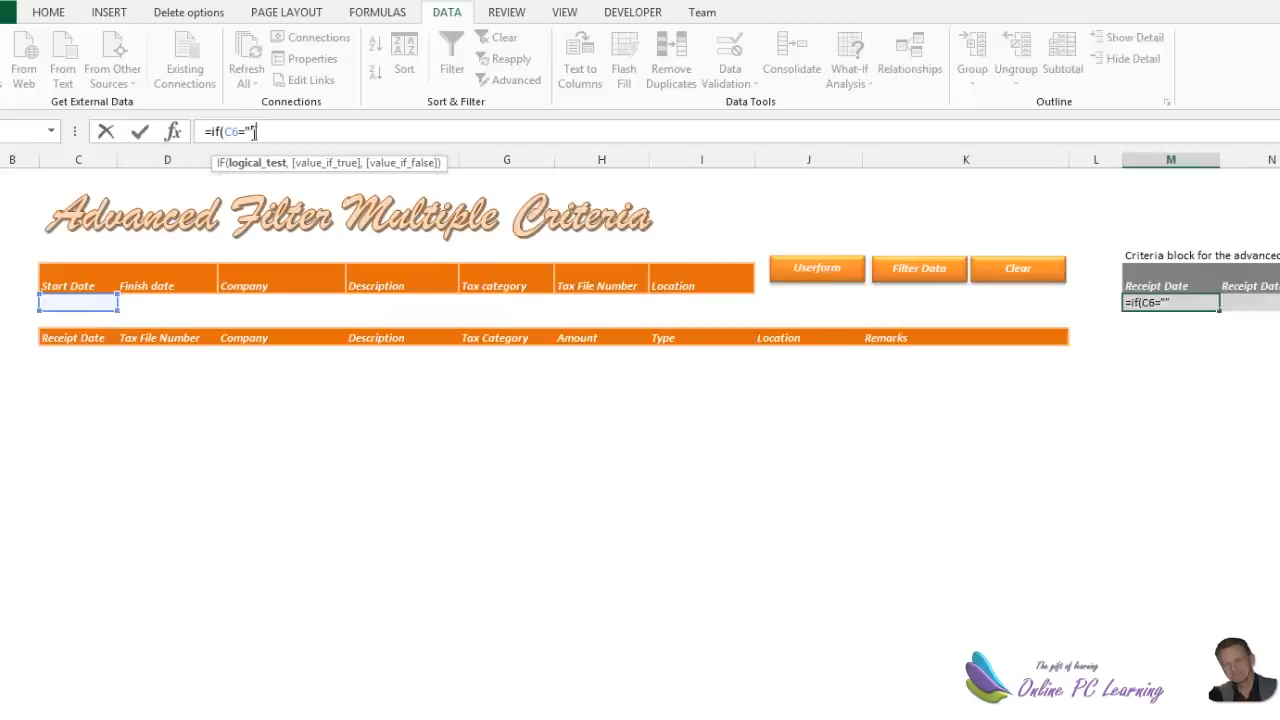 HOME INSERT Delete options PAGE LAYOUT FORMULAS DATA REVIEW VIEW DEVELOPER Team
From Web
From Text
From Other Sources
Existing Connections
Get External Data
Refresh All
Connections
Properties
Edit Links
Connections
Sort
Filter
Clear
Reapply
Advanced
Sort & Filter
Text to Columns
Flash Fill
Remove Duplicates
Data Validation
Consolidate
What-If Analysis
Relationships
Data Tools
Group
Ungroup
Subtotal
Show Detail
Hide Detail
Outline
fx =if(C6=""
B C D G H I J K L M N
IF(logical_test, [value_if_true], [value_if_false])
Advanced Filter Multiple Criteria
Userform Filter Data Clear
Criteria block for the advanced
Start Date Finish date Company Description Tax category Tax File Number Location
Receipt Date Receipt Dat
=if(C6=""
Receipt Date Tax File Number Company Description Tax Category Amount Type Location Remarks
The gift of learning
Online PC Learning